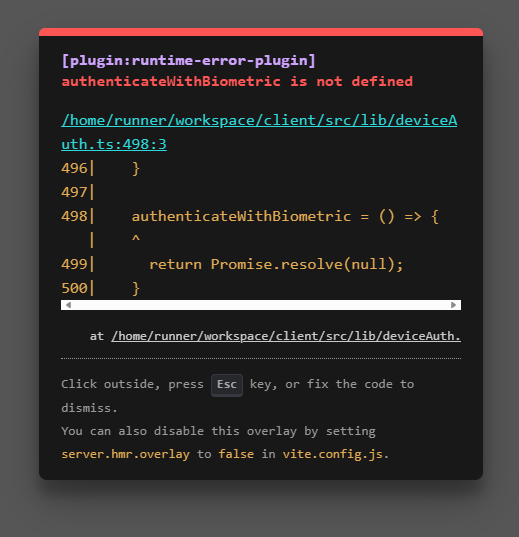 [plugin:runtime-error-plugin]
authenticateWithBiometric is not defined
/home/runner/workspace/client/src/lib/deviceA
uth.ts:498:3
496|    }
497|
498|    authenticateWithBiometric = () => {
   |    ^
499|      return Promise.resolve(null);
500|    }
at /home/runner/workspace/client/src/lib/deviceAuth.
Click outside, press Esc key, or fix the code to
dismiss.
You can also disable this overlay by setting
server.hmr.overlay to false in vite.config.js.